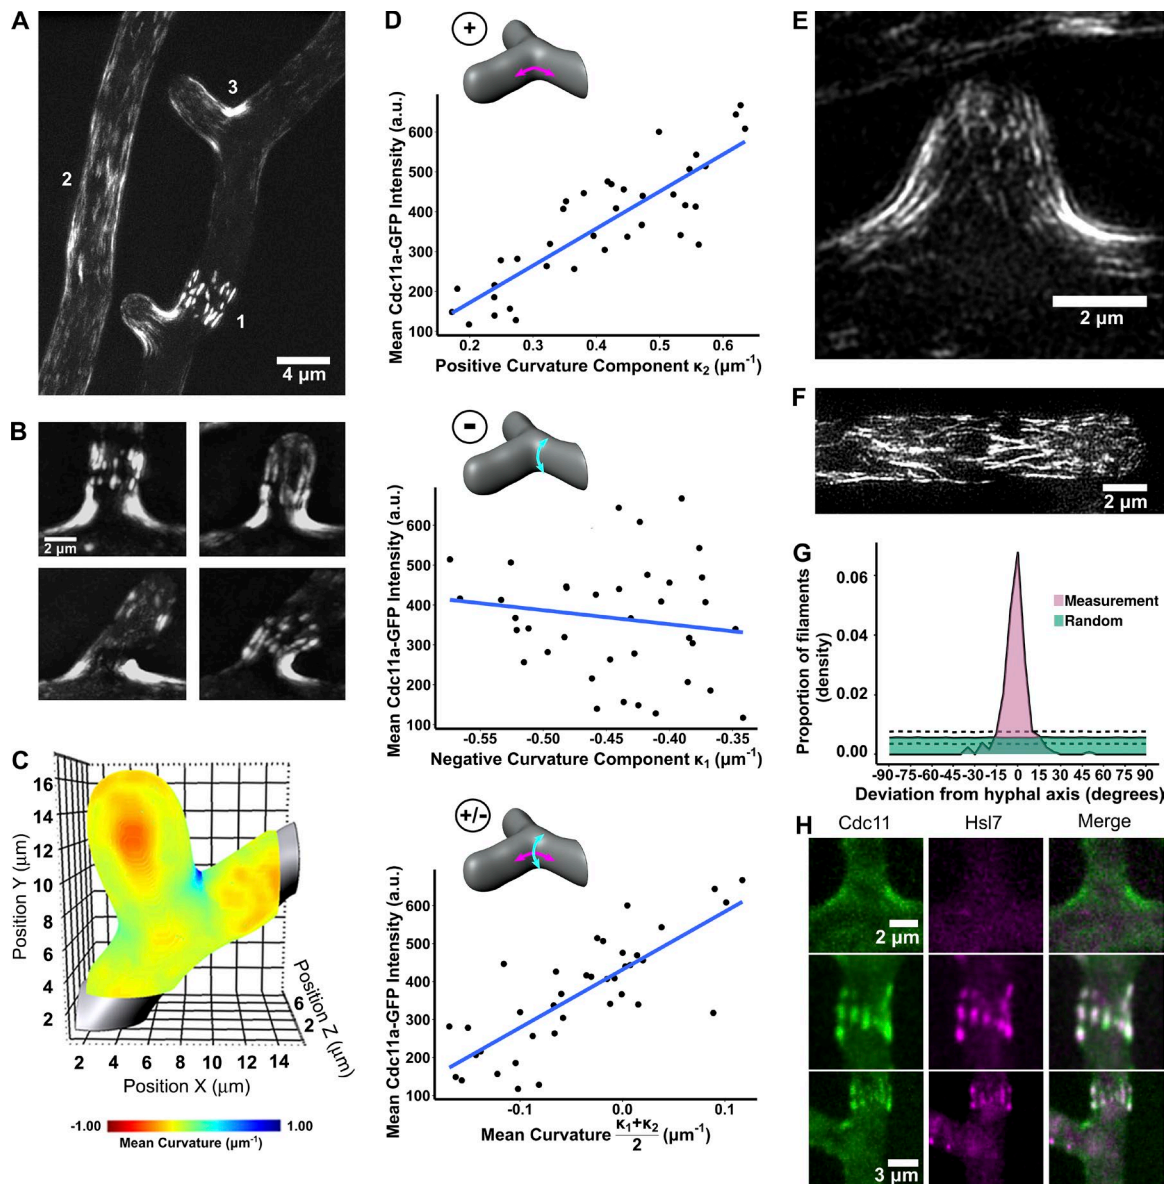 A
3
2
1
4 µm
B
2 µm
C
16
14
12
10
8
6
4
2
Position Y (µm)
2 4 6 8 10 12 14
Position X (µm)
6
2
Position Z (µm)
-1.00 1.00
Mean Curvature (µm-1)
D
+
Mean Cdc11a-GFP Intensity (a.u.)
600
500
400
300
200
100
0.2 0.3 0.4 0.5 0.6
Positive Curvature Component κ2 (µm-1)
-
Mean Cdc11a-GFP Intensity (a.u.)
600
500
400
300
200
100
-0.55 -0.50 -0.45 -0.40 -0.35
Negative Curvature Component κ1 (µm-1)
+/-
Mean Cdc11a-GFP Intensity (a.u.)
600
500
400
300
200
100
-0.1 0.0 0.1
Mean Curvature κ1+κ2/2 (µm-1)
E
2 µm
F
2 µm
G
Proportion of filaments
(density)
0.06
0.04
0.02
0.00
Measurement
Random
-90-75-60-45-30-15 0 15 30 45 60 75 90
Deviation from hyphal axis (degrees)
H
Cdc11 Hsl7 Merge
2 µm
3 µm